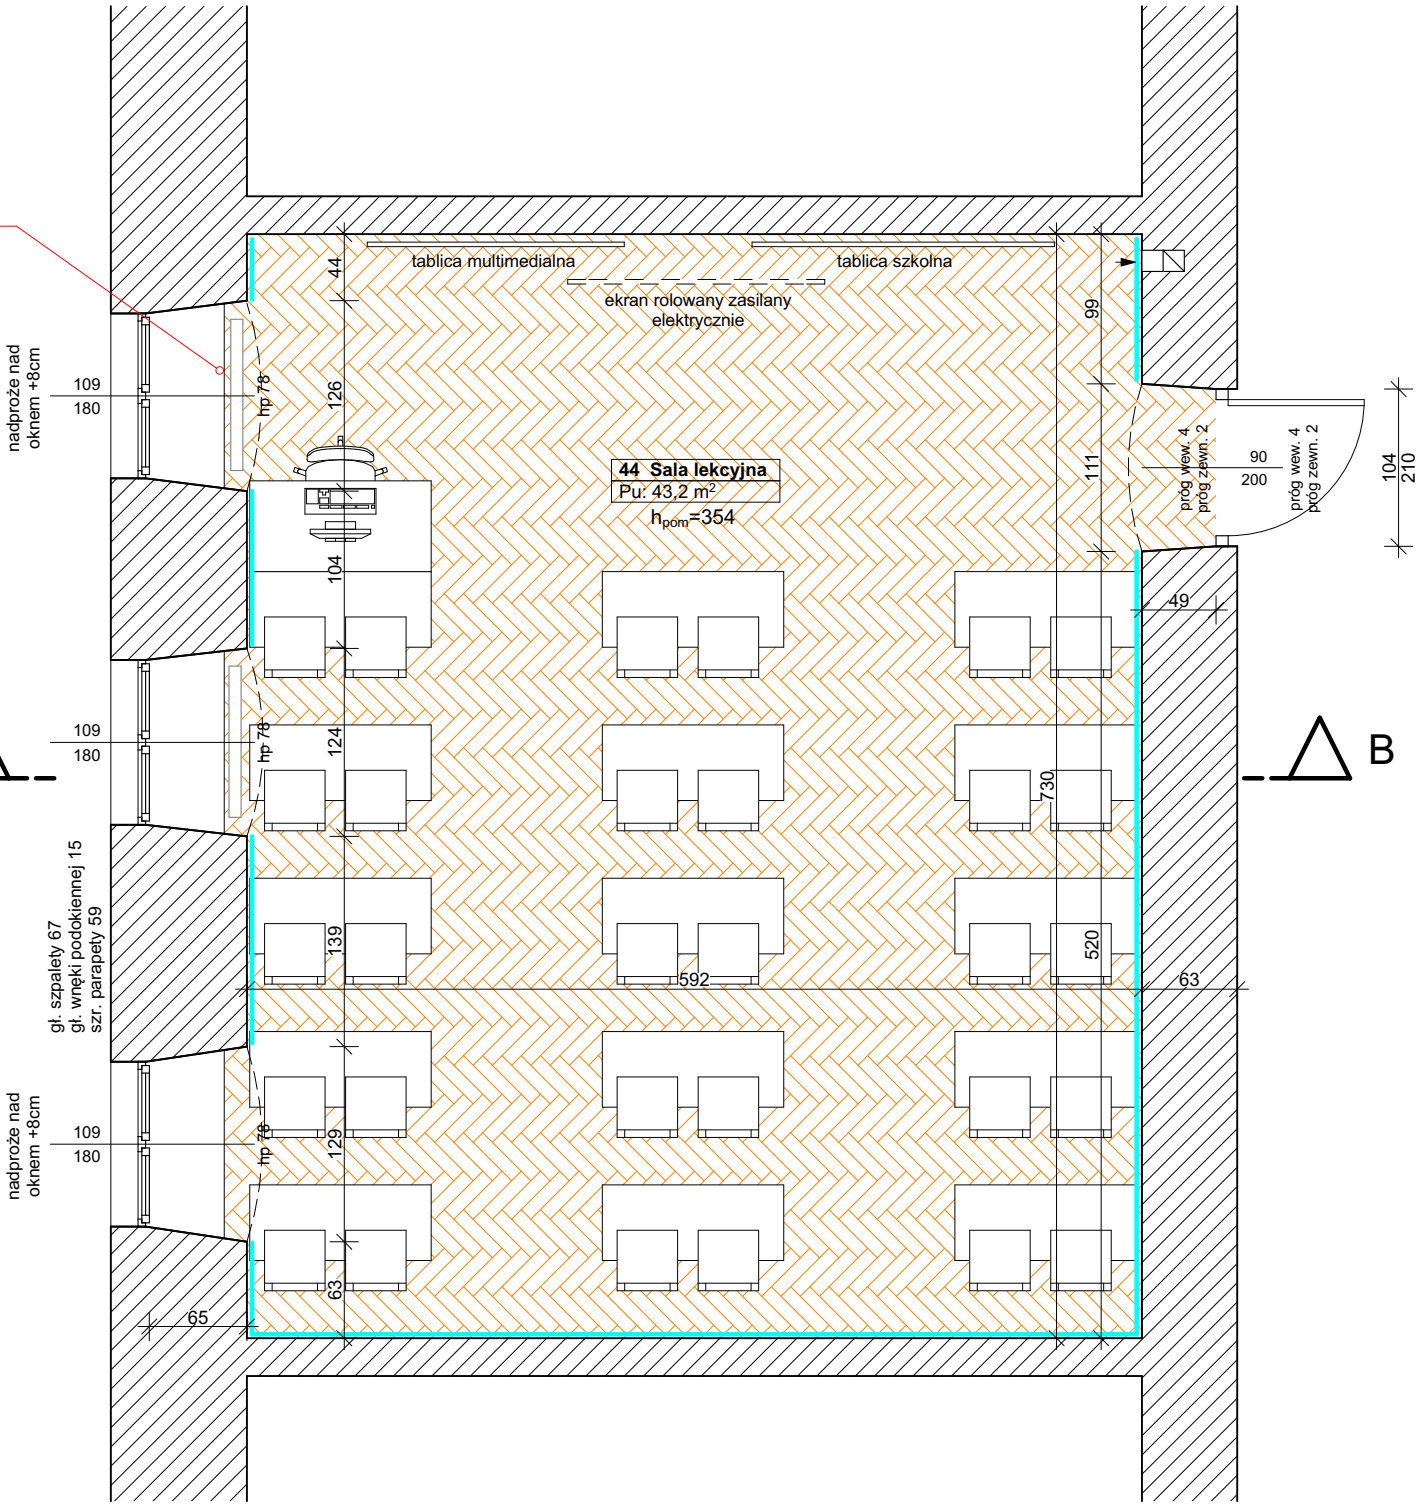 tablica multimedialna
tablica szkolna
ekran rolowany zasilany
elektrycznie
44
99
nadproże nad
oknem +8cm
109
180
hp 78
126
44 Sala lekcyjna
Pu: 43,2 m²
hpom=354
111
próg wew. 4
próg zewn. 2
90
200
próg wew. 4
próg zewn. 2
104
210
104
49
109
180
hp 78
124
730
B
gł. szpalety 67
gł. wnęki podokiennej 15
szr. parapety 59
139
520
592
63
nadproże nad
oknem +8cm
109
180
hp 78
129
63
65